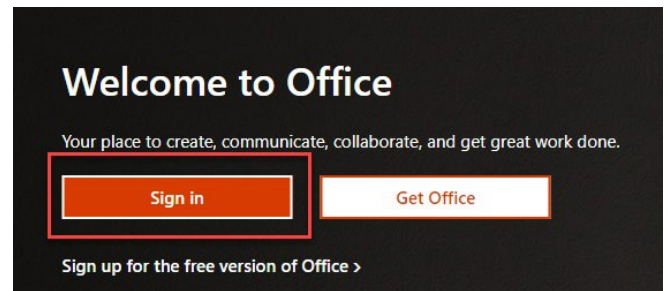 Welcome to Office
Your place to create, communicate, collaborate, and get great work done.
Sign in
Get Office
Sign up for the free version of Office >